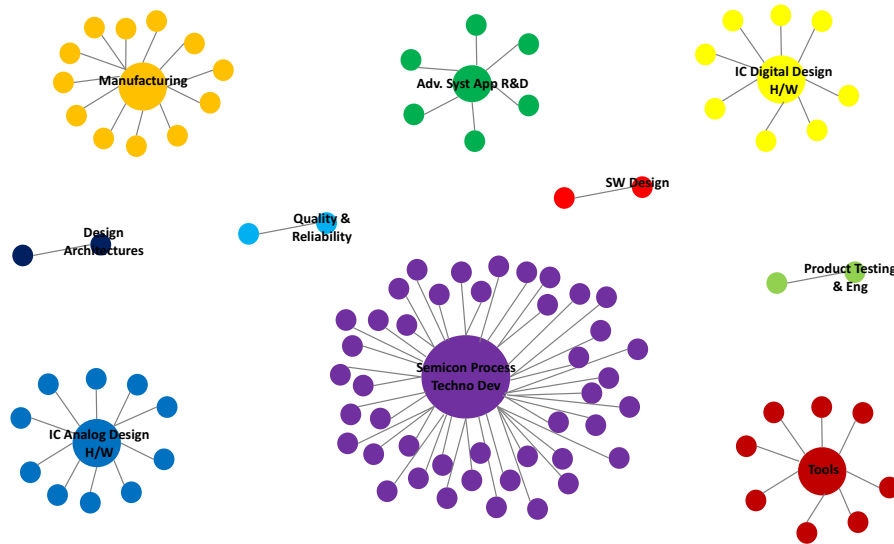 Manufacturing
Adv. Syst App R&D
IC Digital Design
H/W
SW Design
Quality &
Reliability
Design
Architectures
Product Testing
& Eng
Semicon Process
Techno Dev
IC Analog Design
H/W
Tools